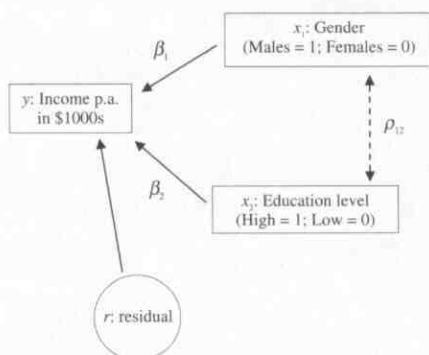 x₁: Gender
(Males = 1; Females = 0)
β₁
y: Income p.a.
in $1000s
ρ₁₂
β₂
x₂: Education level
(High = 1; Low = 0)
r: residual